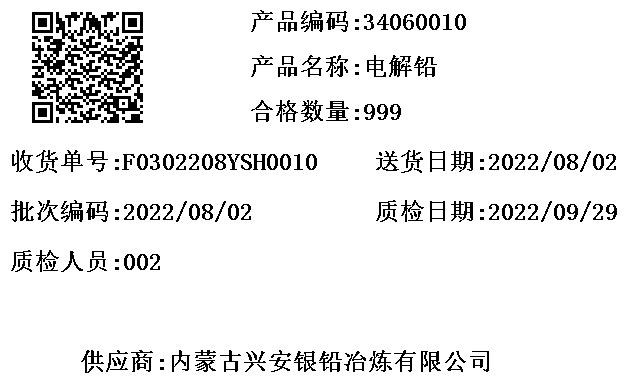 产品编码:34060010
产品名称:电解铅
合格数量:999
收货单号:F0302208YSH0010 送货日期:2022/08/02
批次编码:2022/08/02 质检日期:2022/09/29
质检人员:002
供应商:内蒙古兴安银铅冶炼有限公司